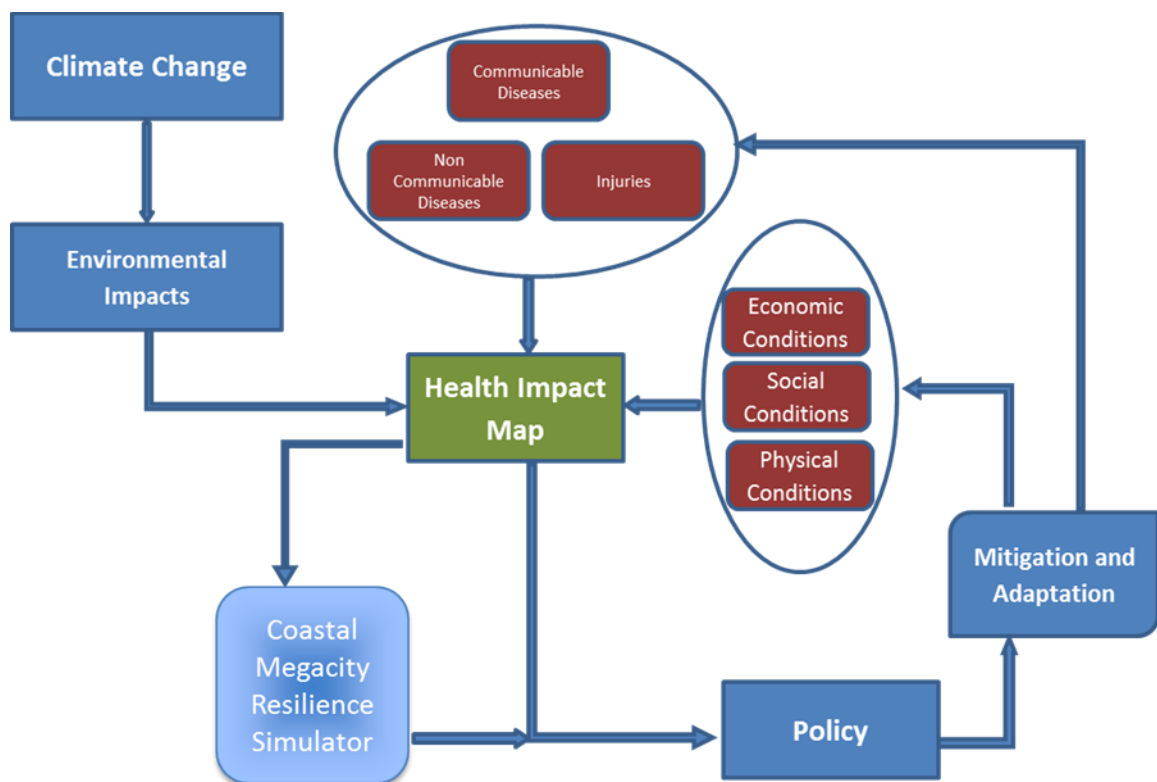 Climate Change
Communicable
Diseases
Non
Communicable
Diseases
Injuries
Environmental
Impacts
Economic
Conditions
Social
Conditions
Physical
Conditions
Health Impact
Map
Mitigation and
Adaptation
Coastal
Megacity
Resilience
Simulator
Policy